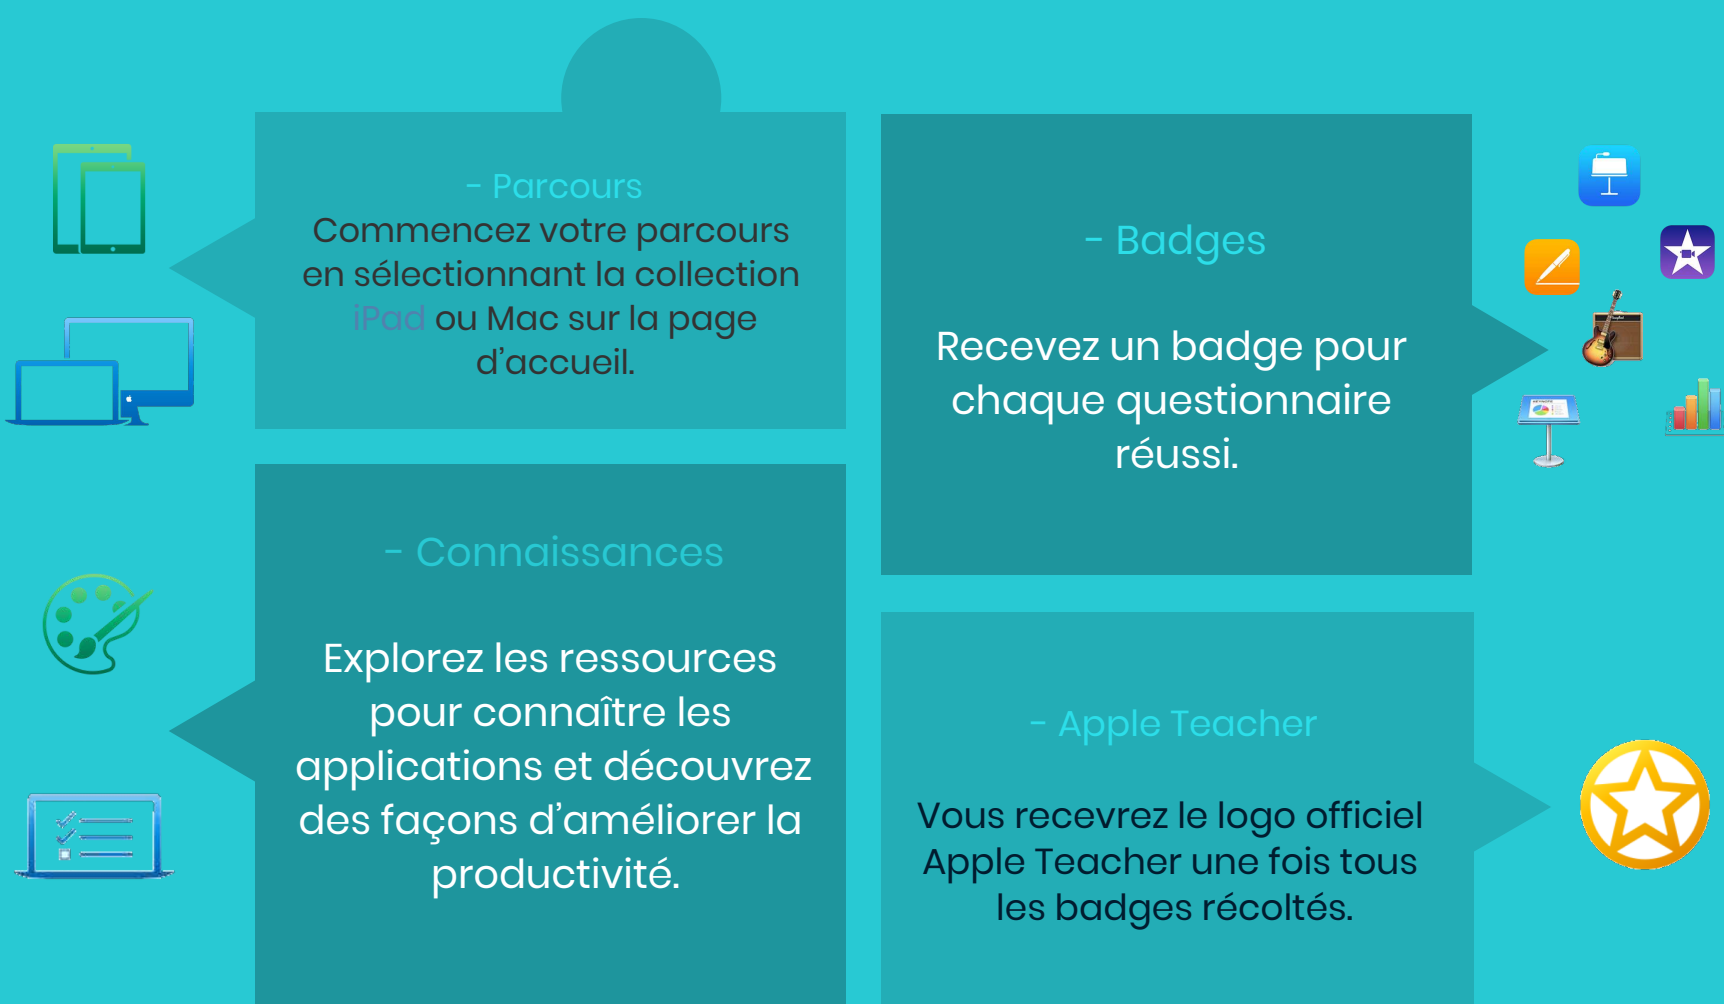 - Parcours
Commencez votre parcours
en sélectionnant la collection
iPad ou Mac sur la page
d'accueil.
- Connaissances
Explorez les ressources
pour connaître les
applications et découvrez
des façons d'améliorer la
productivité.
- Badges
Recevez un badge pour
chaque questionnaire
réussi.
- Apple Teacher
Vous recevrez le logo officiel
Apple Teacher une fois tous
les badges récoltés.